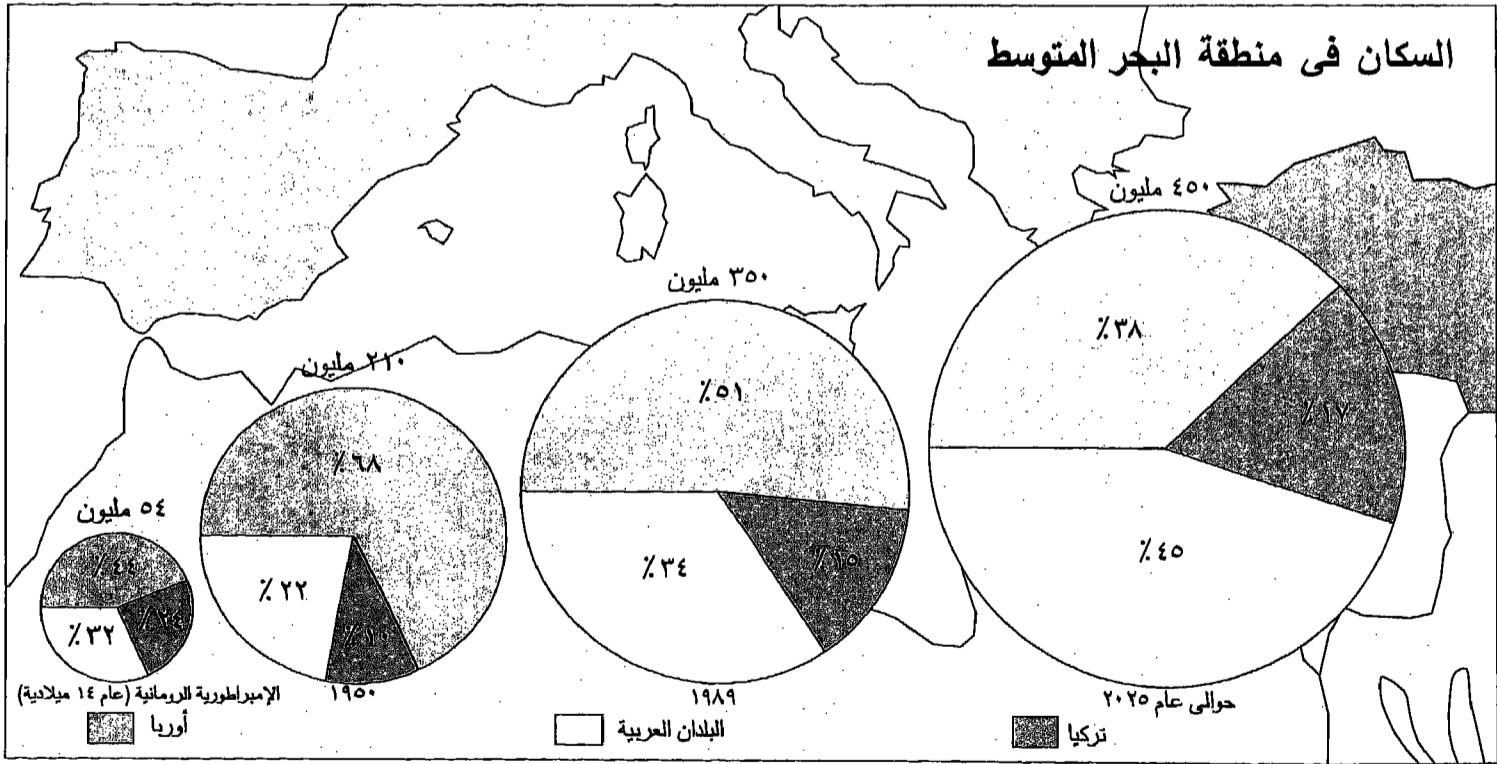 السكان فى منطقة البحر المتوسط
٤٥٠ مليون
٣٨٪
١٧٪
٤٥٪
حوالى عام ٢٠٢٥
٣٥٠ مليون
٥١٪
١٥٪
٣٤٪
١٩٨٩
٢١٠ مليون
٦٨٪
٢٢٪
١٠٪
١٩٥٠
٥٤ مليون
٤٤٪
٢٤٪
٣٢٪
الإمبراطورية الرومانية (عام ١٤ ميلادية)
تركيا
البلدان العربية
أوربا